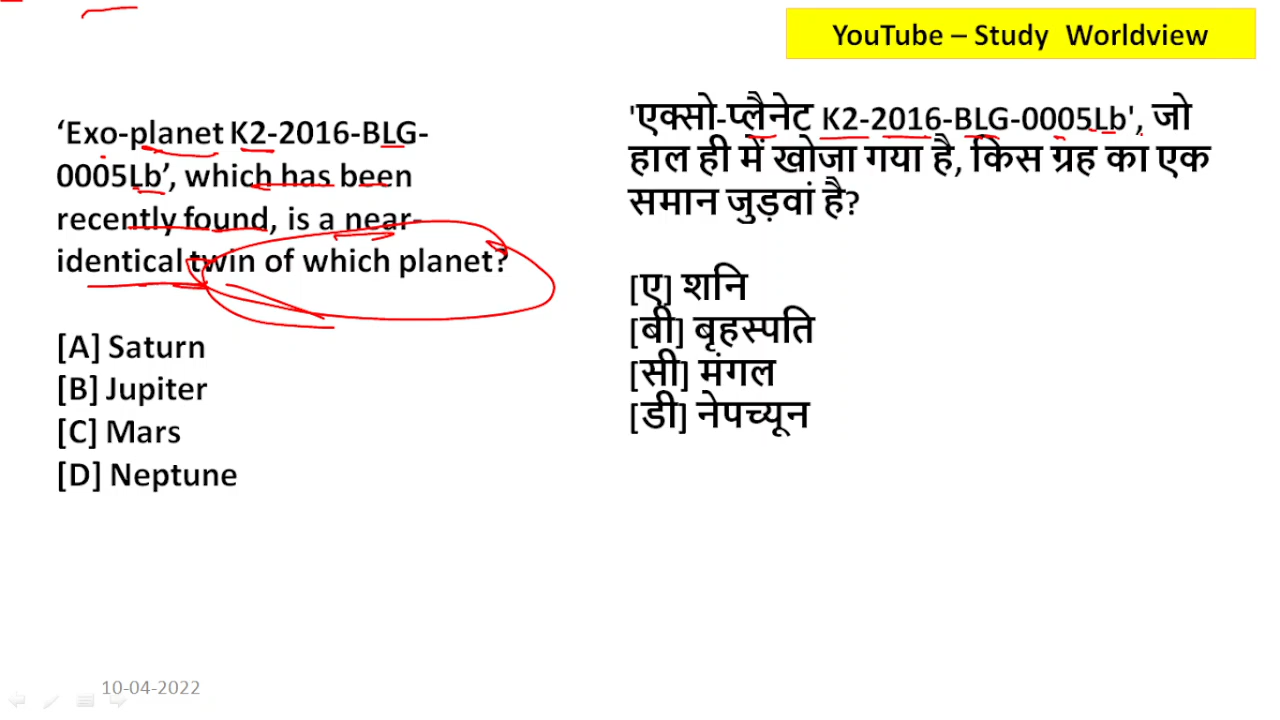 YouTube – Study Worldview
‘Exo-planet K2-2016-BLG-
0005Lb’, which has been
recently found, is a near-
identical twin of which planet?
[A] Saturn
[B] Jupiter
[C] Mars
[D] Neptune
'एक्सो-प्लैनेट K2-2016-BLG-0005Lb', जो
हाल ही में खोजा गया है, किस ग्रह का एक
समान जुड़वां है?
[ए] शनि
[बी] बृहस्पति
[सी] मंगल
[डी] नेपच्यून
10-04-2022